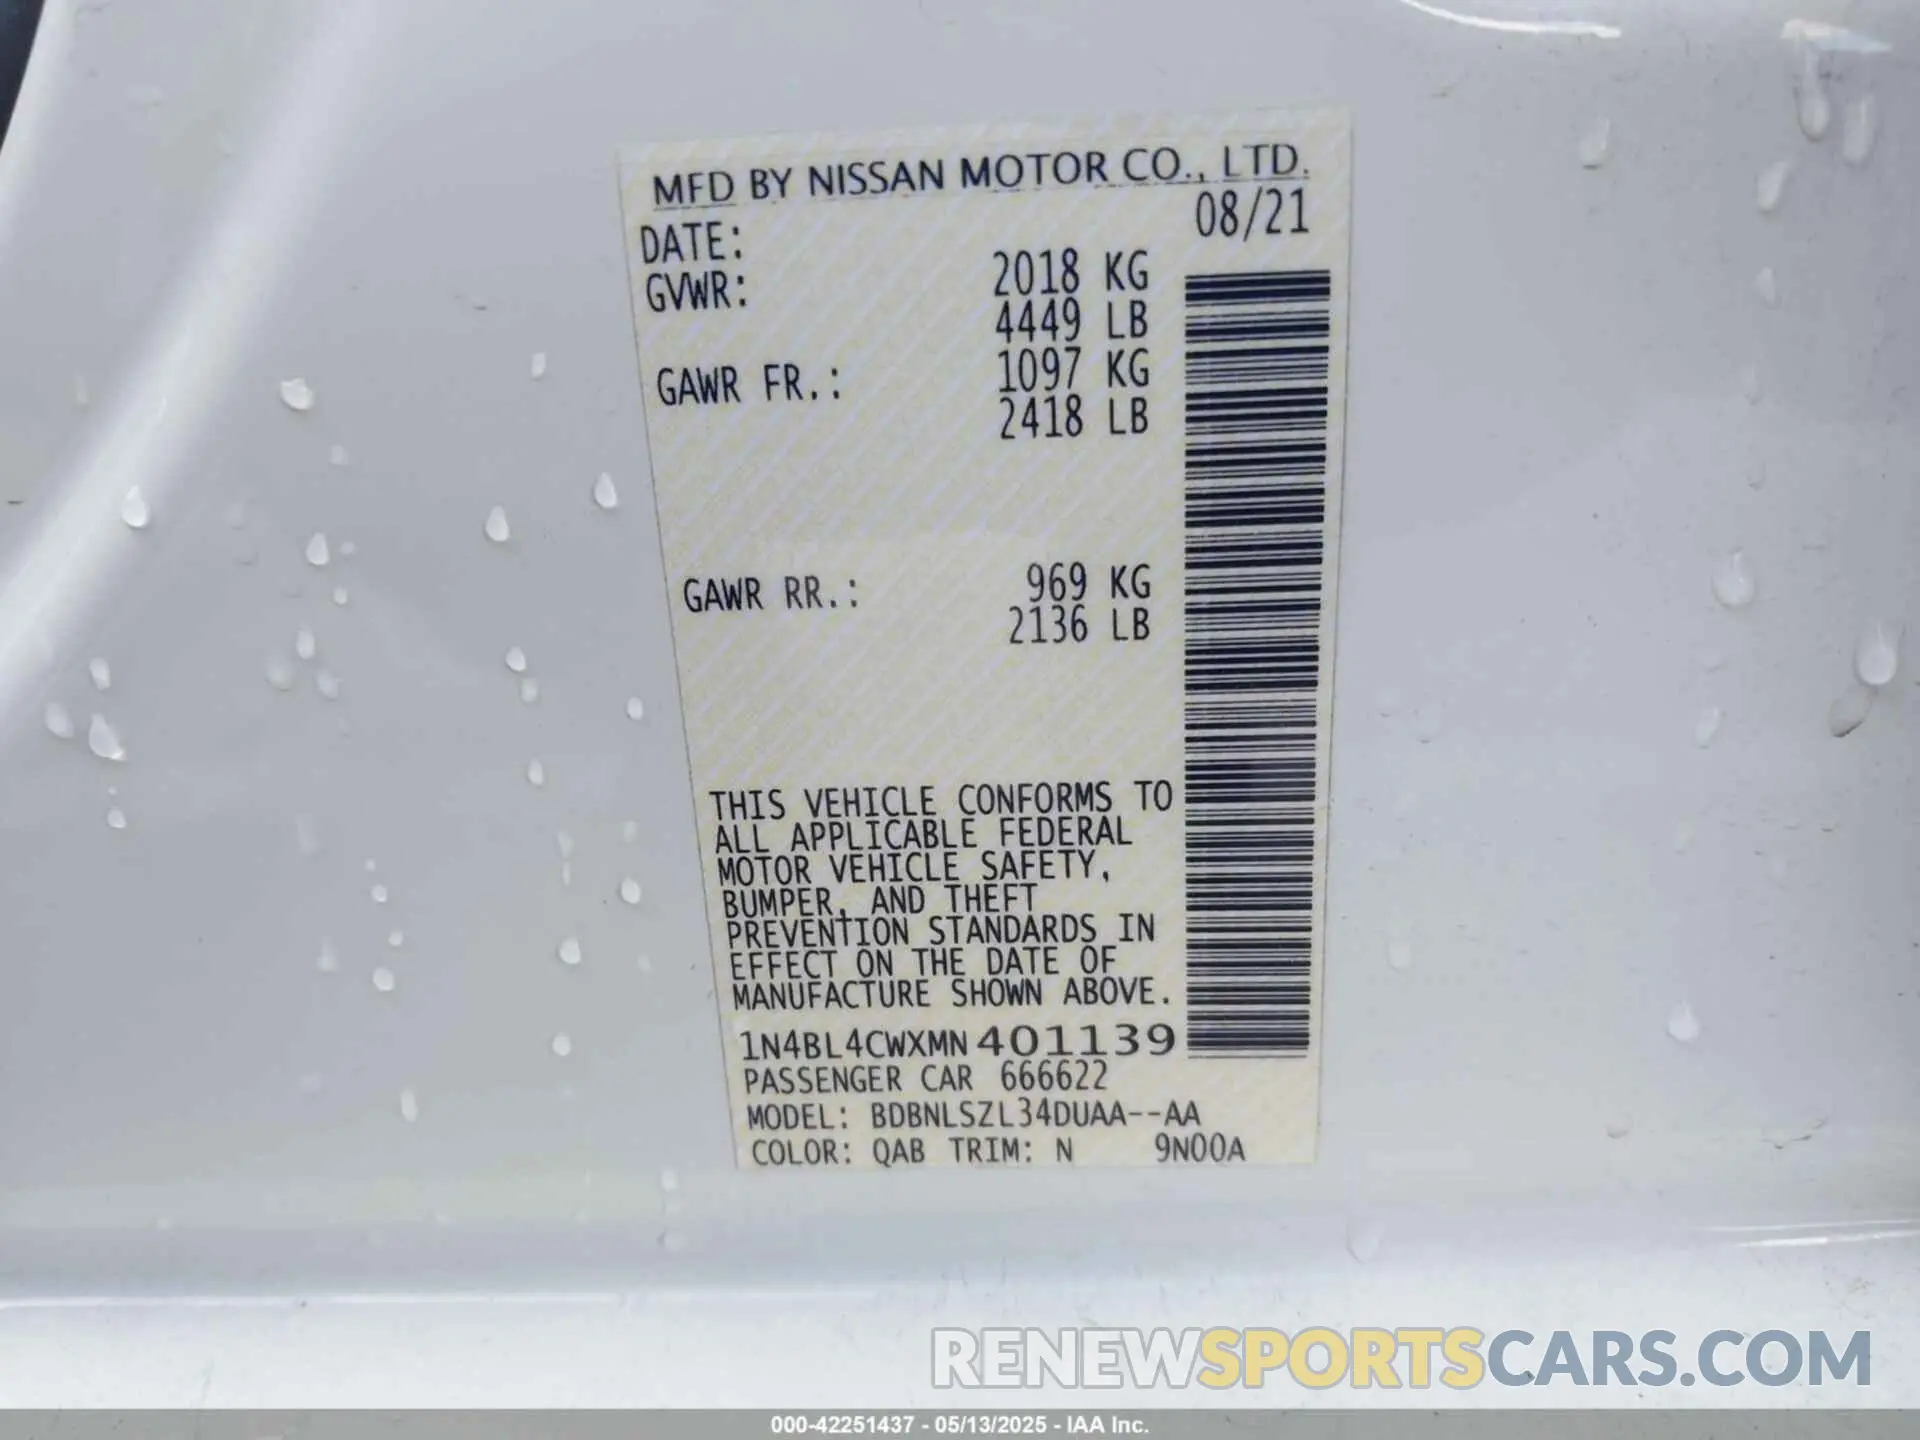 MFD BY NISSAN MOTOR CO., LTD.
DATE: 08/21
GVWR: 2018 KG
4449 LB
GAWR FR.: 1097 KG
2418 LB
GAWR RR.: 969 KG
2136 LB
THIS VEHICLE CONFORMS TO
ALL APPLICABLE FEDERAL
MOTOR VEHICLE SAFETY,
BUMPER, AND THEFT
PREVENTION STANDARDS IN
EFFECT ON THE DATE OF
MANUFACTURE SHOWN ABOVE.
1N4BL4CWXMN401139
PASSENGER CAR 666622
MODEL: BDBNLSZL34DUAA--AA
COLOR: QAB TRIM: N 9N00A
RENEWSPORTSCARS.COM
000-42251437 - 05/13/2025 - IAA Inc.